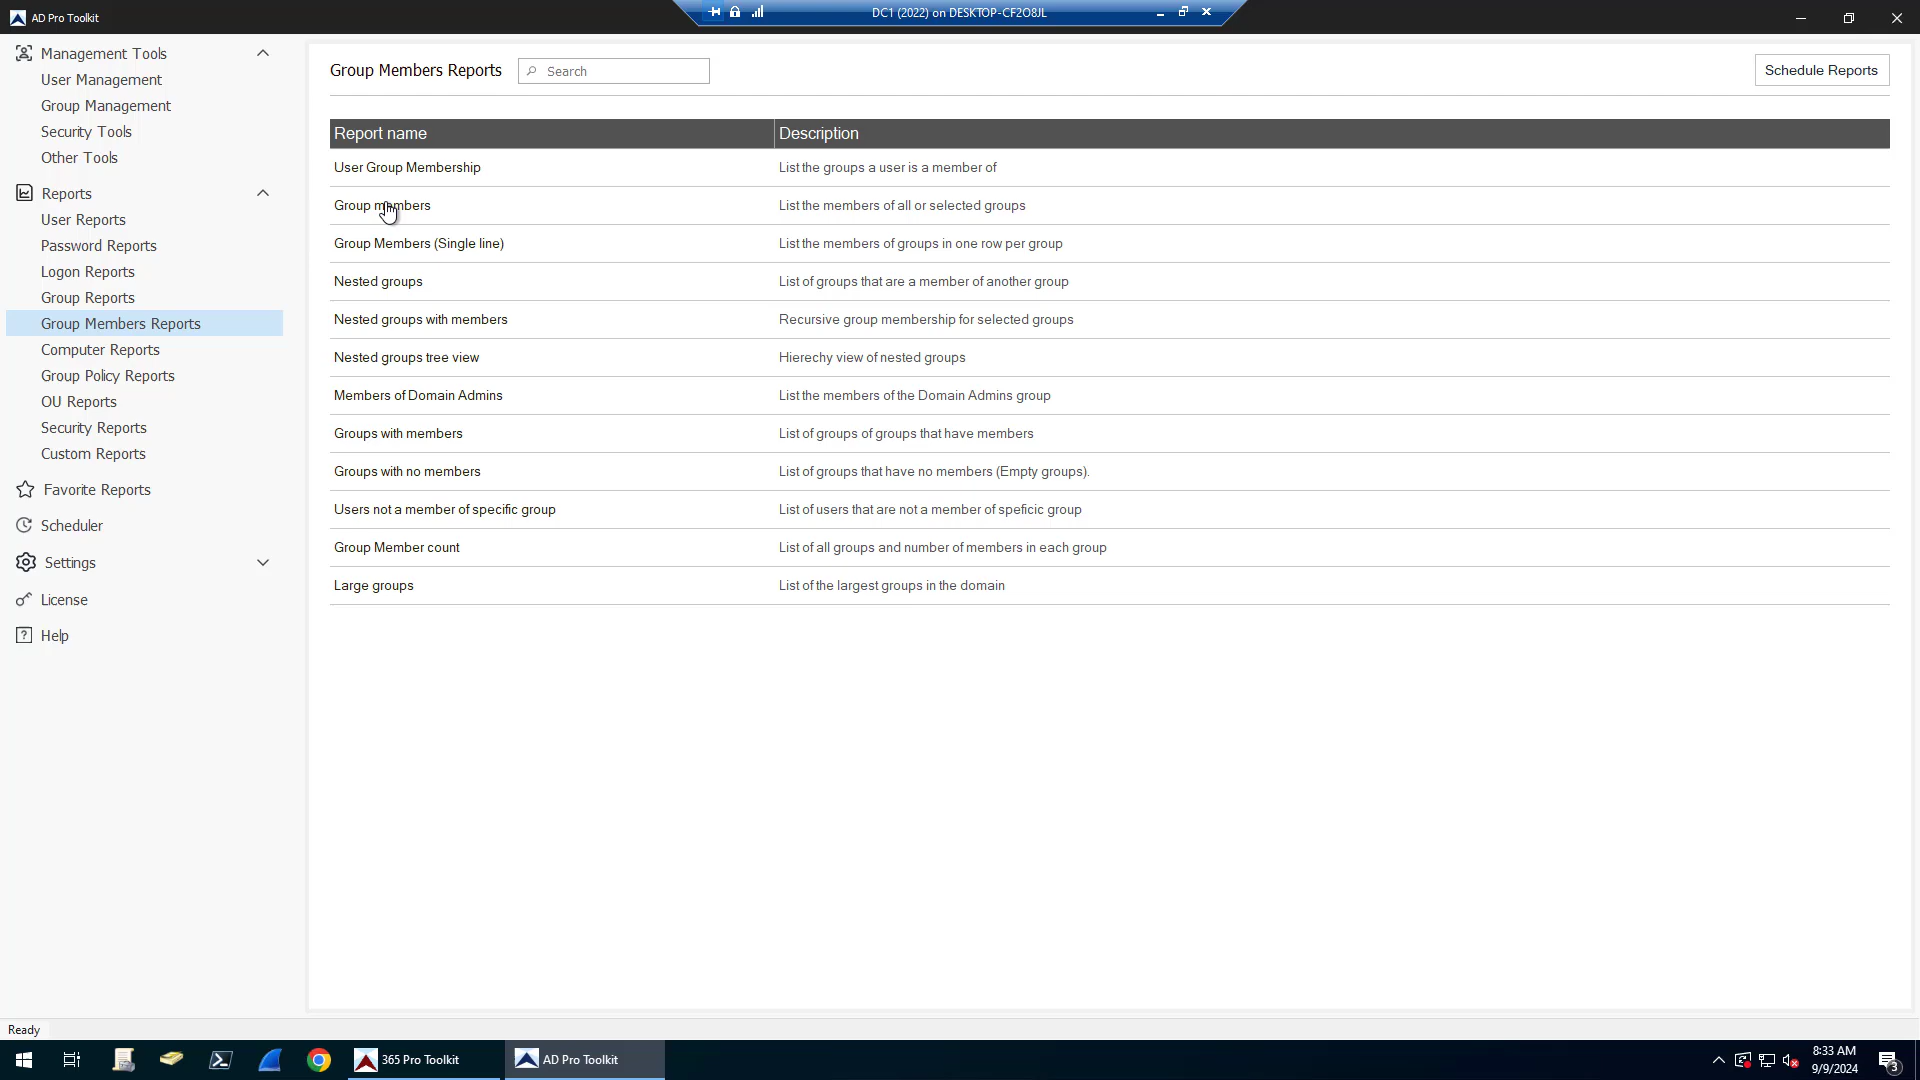 AD Pro Toolkit
DC1 (2022) on DESKTOP-CF2O8JL
Management Tools
User Management
Group Management
Security Tools
Other Tools
Reports
User Reports
Password Reports
Logon Reports
Group Reports
Group Members Reports
Computer Reports
Group Policy Reports
OU Reports
Security Reports
Custom Reports
Favorite Reports
Scheduler
Settings
License
Help
Group Members Reports
Search
Schedule Reports
Report name Description
User Group Membership List the groups a user is a member of
Group members List the members of all or selected groups
Group Members (Single line) List the members of groups in one row per group
Nested groups List of groups that are a member of another group
Nested groups with members Recursive group membership for selected groups
Nested groups tree view Hierechy view of nested groups
Members of Domain Admins List the members of the Domain Admins group
Groups with members List of groups of groups that have members
Groups with no members List of groups that have no members (Empty groups).
Users not a member of specific group List of users that are not a member of speficic group
Group Member count List of all groups and number of members in each group
Large groups List of the largest groups in the domain
Ready
365 Pro Toolkit
AD Pro Toolkit
8:33 AM
9/9/2024
3